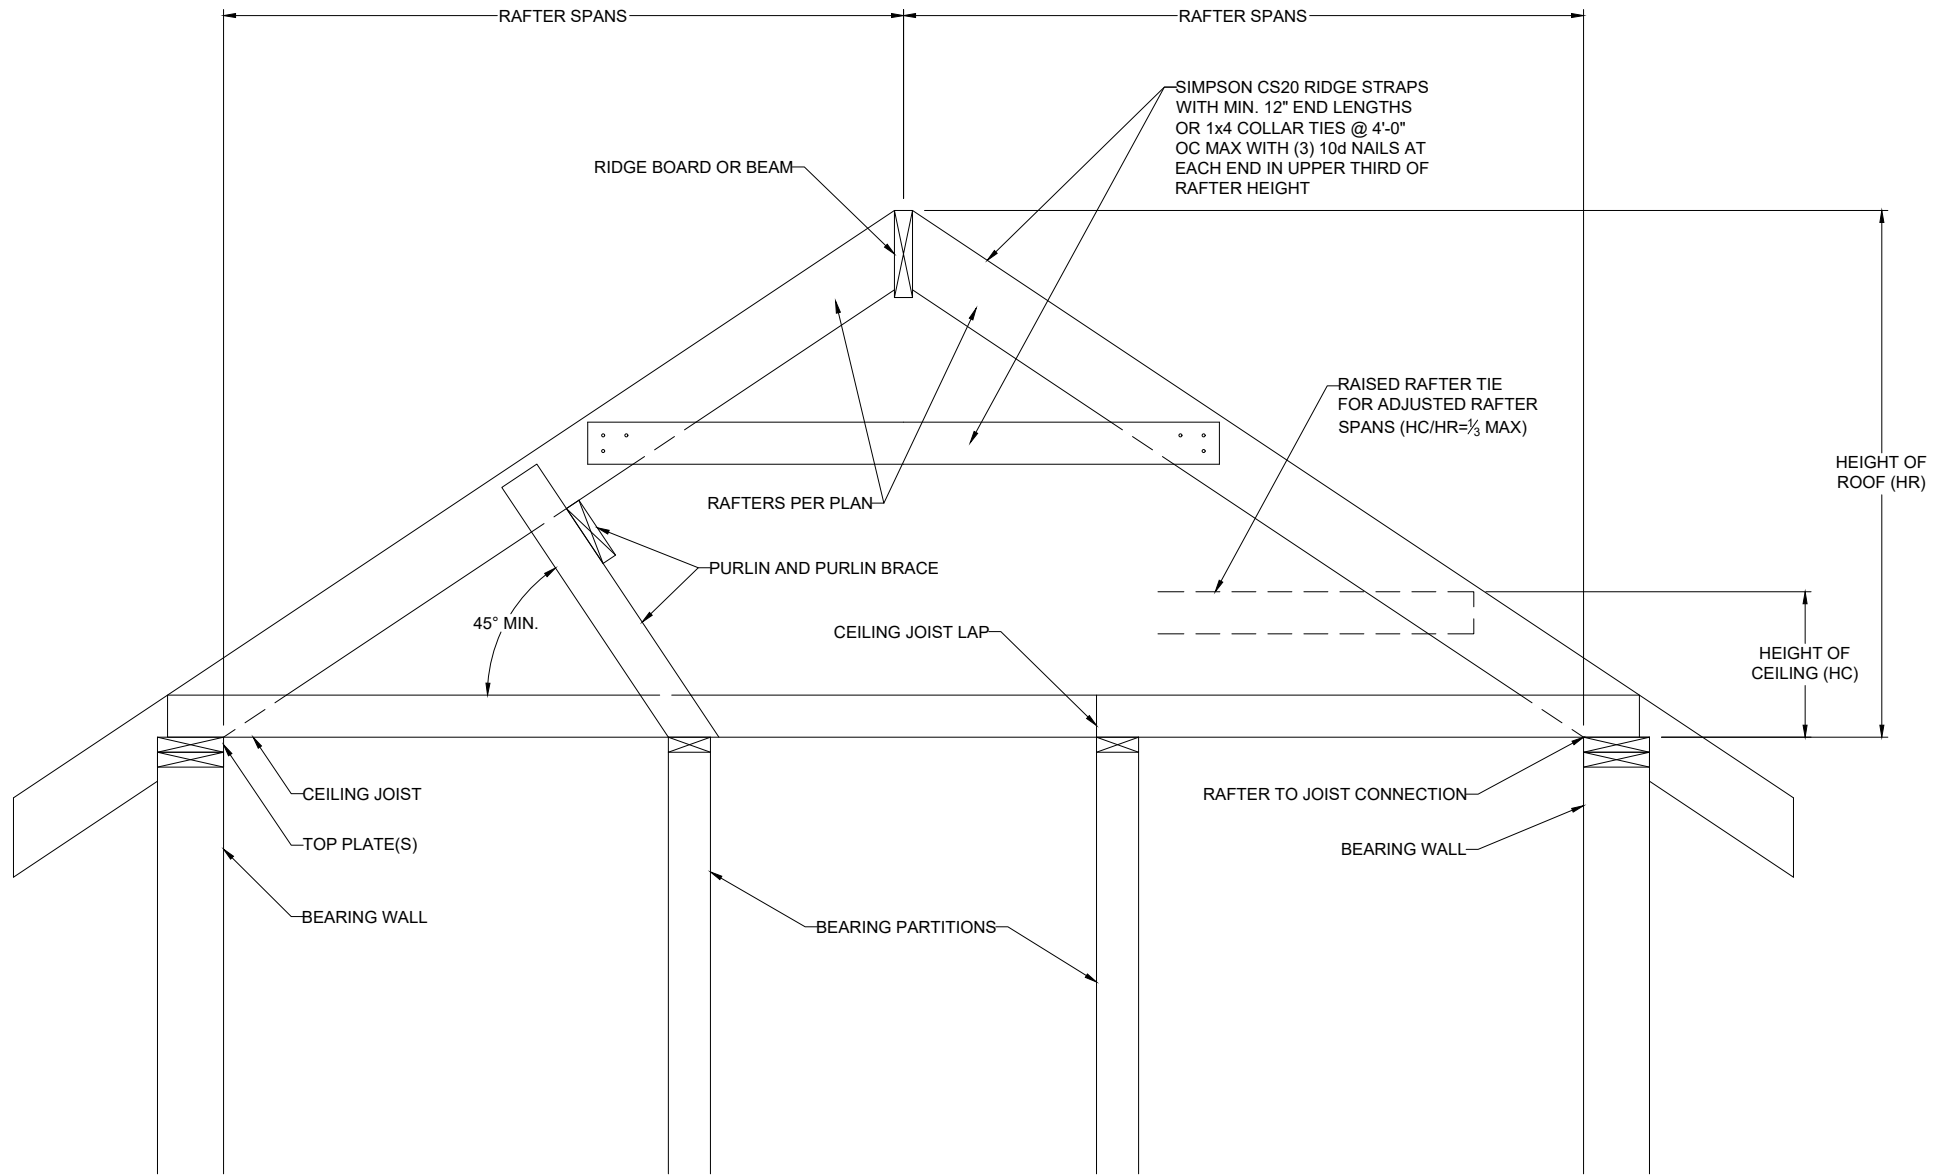 RAFTER SPANS
RAFTER SPANS
SIMPSON CS20 RIDGE STRAPS
WITH MIN. 12" END LENGTHS
OR 1x4 COLLAR TIES @ 4'-0"
OC MAX WITH (3) 10d NAILS AT
EACH END IN UPPER THIRD OF
RAFTER HEIGHT
RIDGE BOARD OR BEAM
RAISED RAFTER TIE
FOR ADJUSTED RAFTER
SPANS (HC/HR=⅓ MAX)
HEIGHT OF
ROOF (HR)
RAFTERS PER PLAN
PURLIN AND PURLIN BRACE
45° MIN.
CEILING JOIST LAP
HEIGHT OF
CEILING (HC)
CEILING JOIST
RAFTER TO JOIST CONNECTION
TOP PLATE(S)
BEARING WALL
BEARING WALL
BEARING PARTITIONS